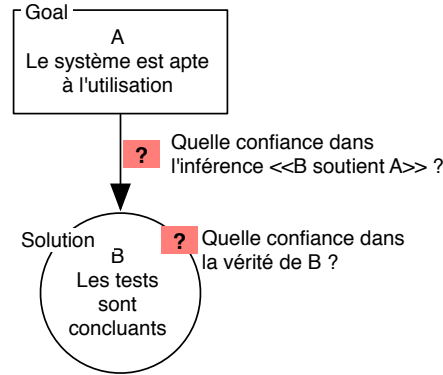 Goal
A
Le système est apte
à l'utilisation
?
Quelle confiance dans
l'inférence <<B soutient A>> ?
Solution
?
Quelle confiance dans
la vérité de B ?
B
Les tests
sont
concluants